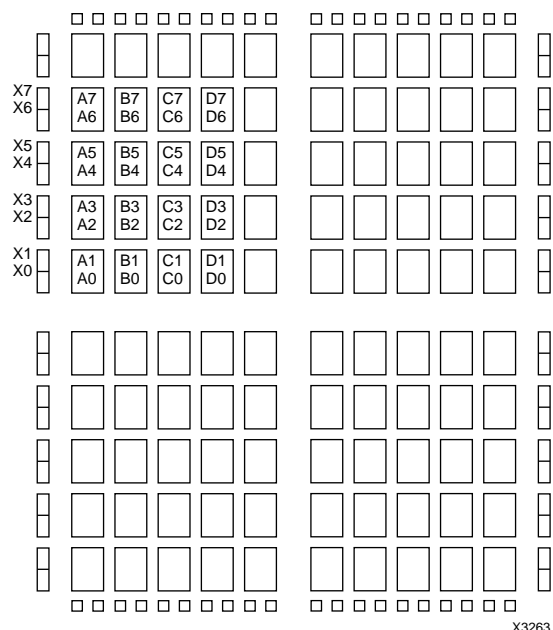 X7
X6
A7 B7 C7 D7
A6 B6 C6 D6
X5
X4
A5 B5 C5 D5
A4 B4 C4 D4
X3
X2
A3 B3 C3 D3
A2 B2 C2 D2
X1
X0
A1 B1 C1 D1
A0 B0 C0 D0
X3263